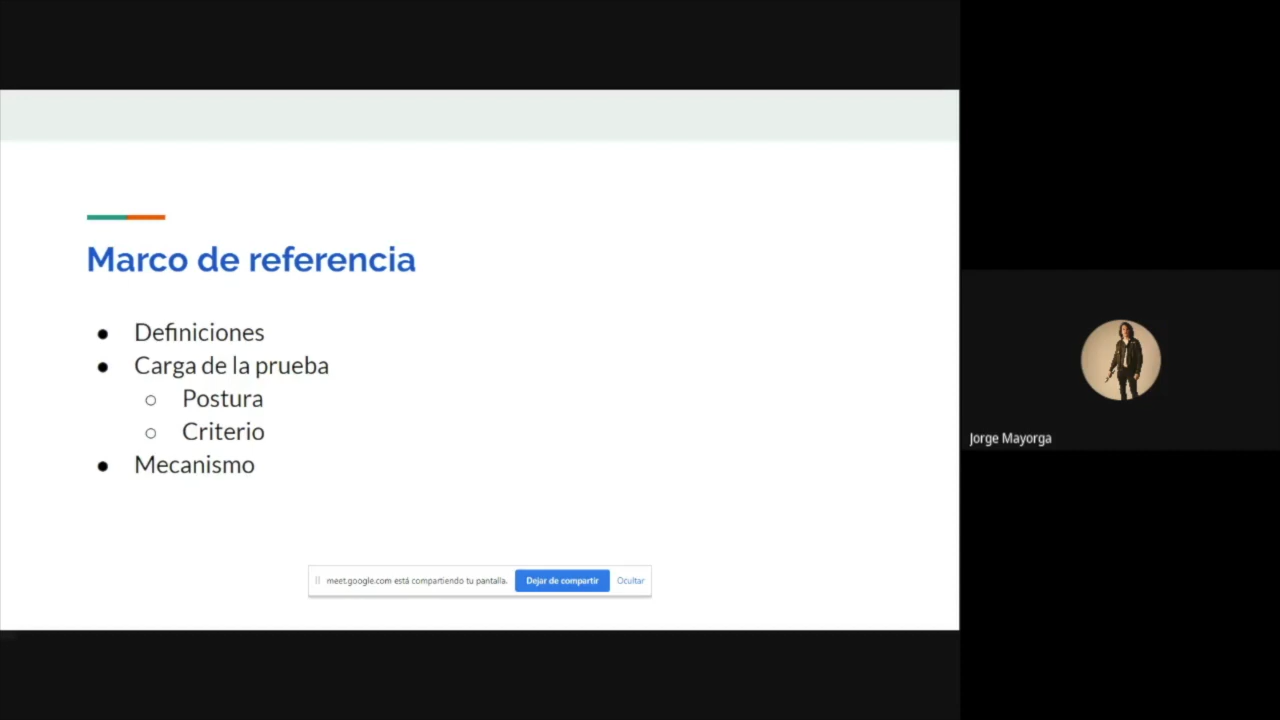 Marco de referencia
● Definiciones
● Carga de la prueba
○ Postura
○ Criterio
● Mecanismo
meet.google.com está compartiendo tu pantalla. Dejar de compartir Ocultar
Jorge Mayorga